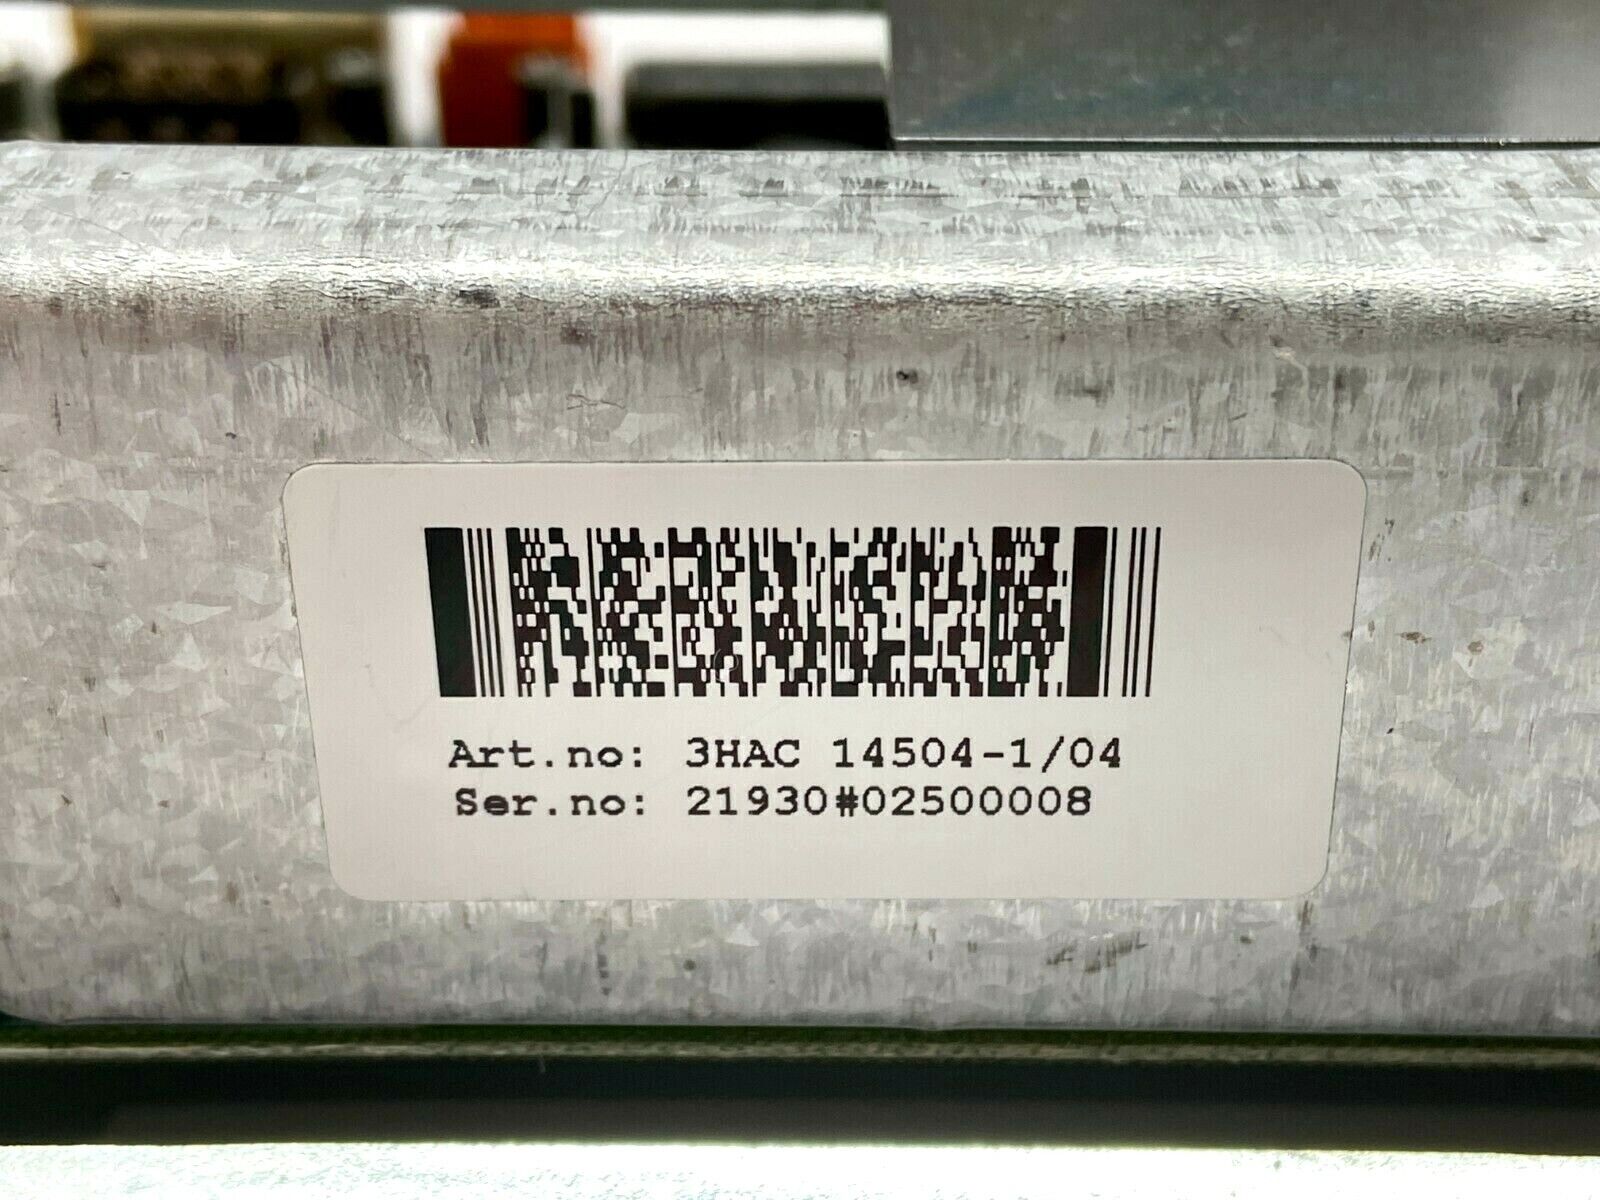 Art.no: 3HAC 14504-1/04
Ser.no: 21930#02500008